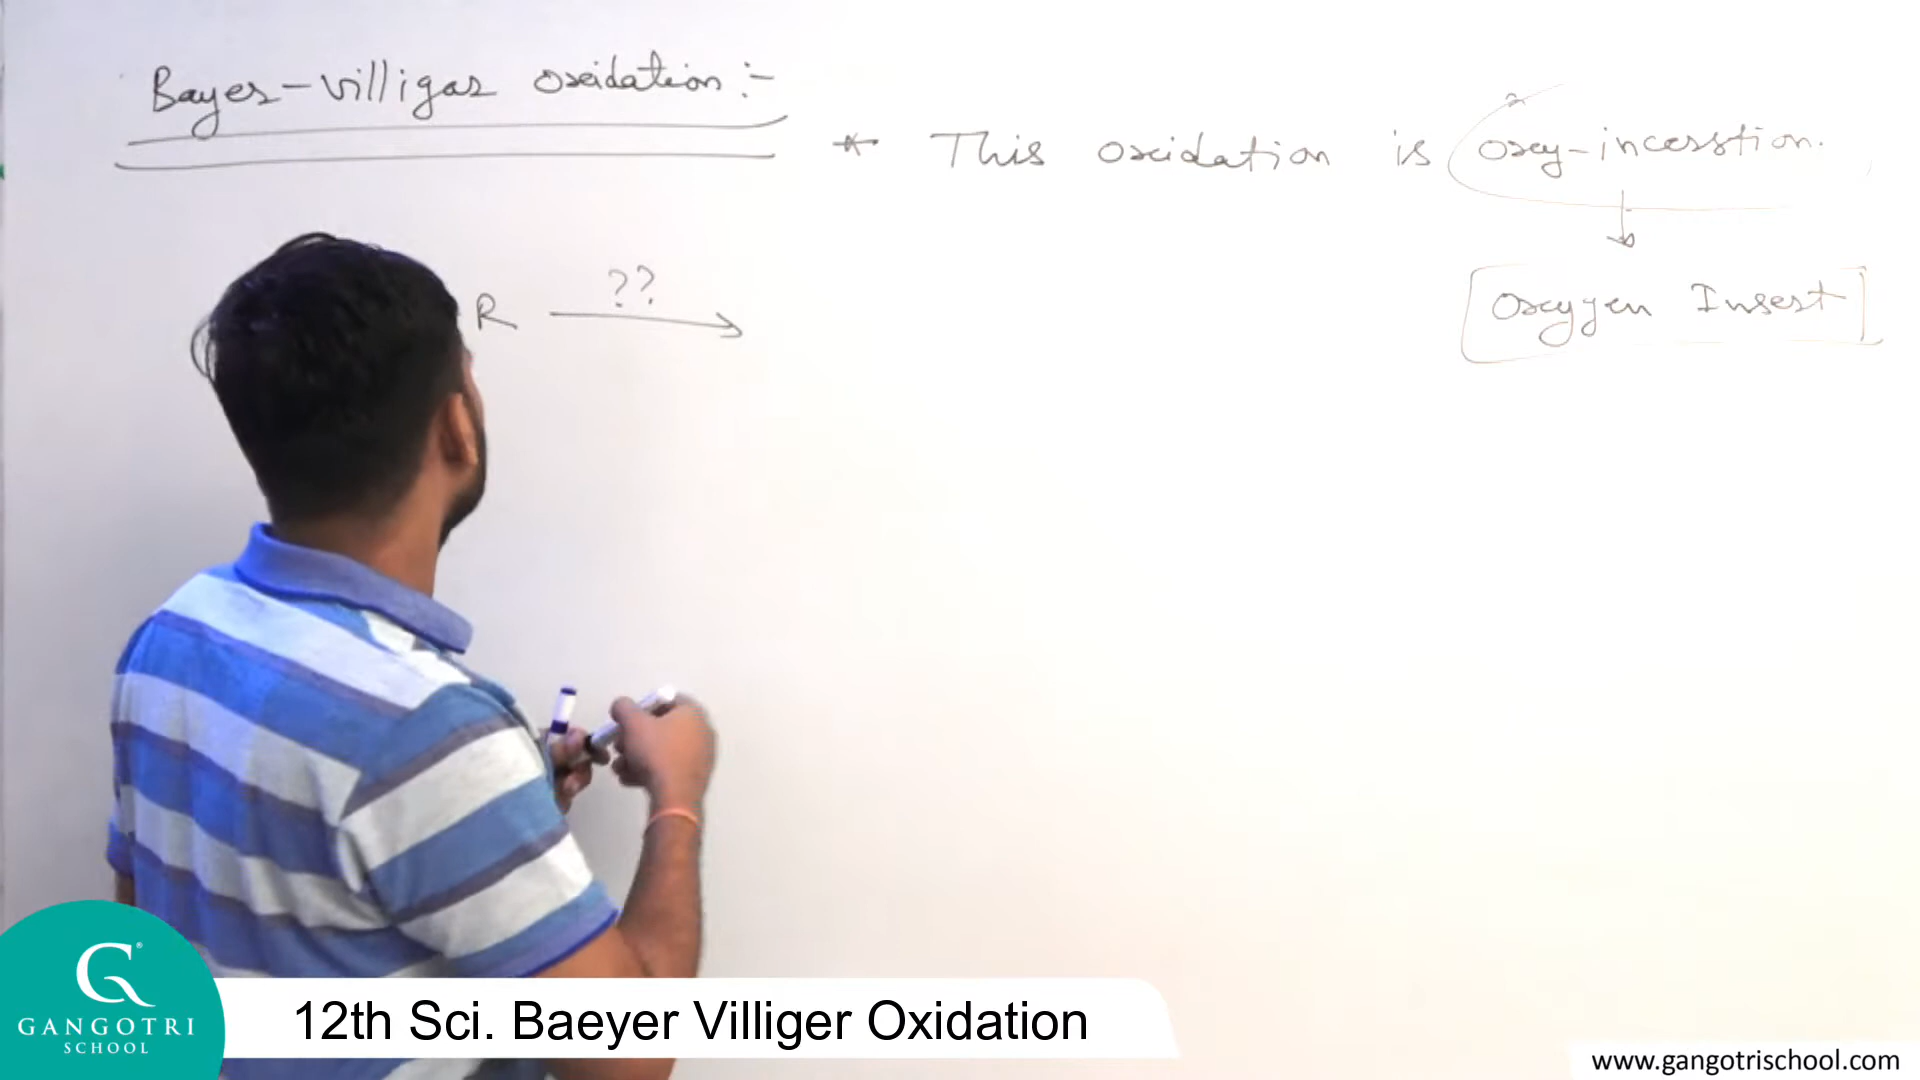 Bayer-villigar oxidation:-
* This oxidation is oxy-incerstion.
Oxygen Insert
R ??
GANGOTRI
SCHOOL
12th Sci. Baeyer Villiger Oxidation
www.gangotrischool.com